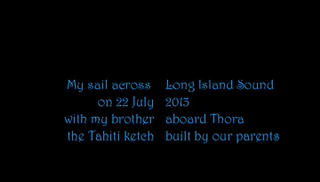 My sail across Long Island Sound
on 22 July 2013
with my brother aboard Thora
the Tahiti ketch built by our parents